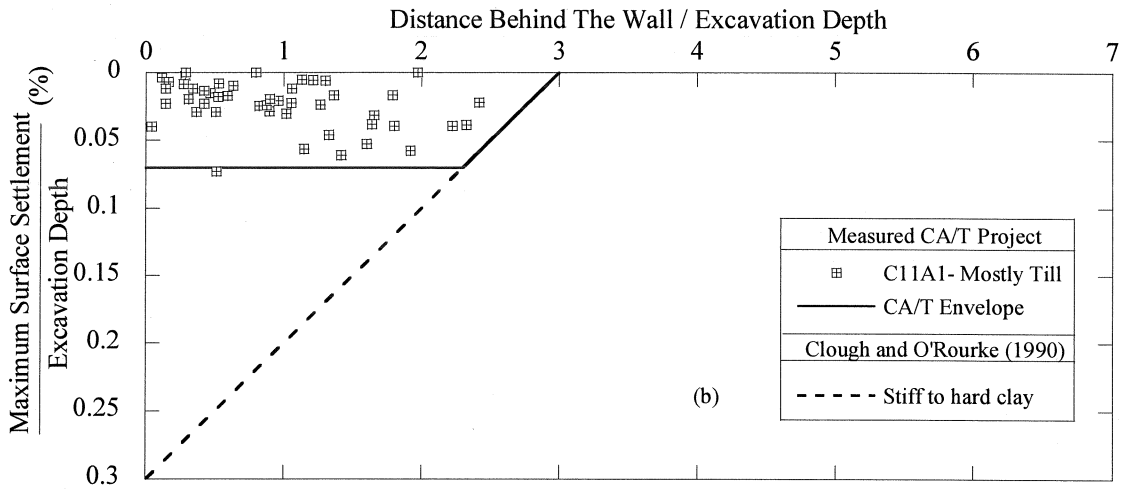 Distance Behind The Wall / Excavation Depth
0 1 2 3 4 5 6 7
Maximum Surface Settlement
Excavation Depth
(%)
0
0.05
0.1
0.15
0.2
0.25
0.3
Measured CA/T Project
C11A1- Mostly Till
CA/T Envelope
Clough and O'Rourke (1990)
Stiff to hard clay
(b)